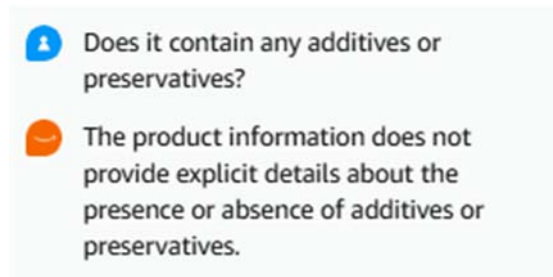 Does it contain any additives or
preservatives?
The product information does not
provide explicit details about the
presence or absence of additives or
preservatives.